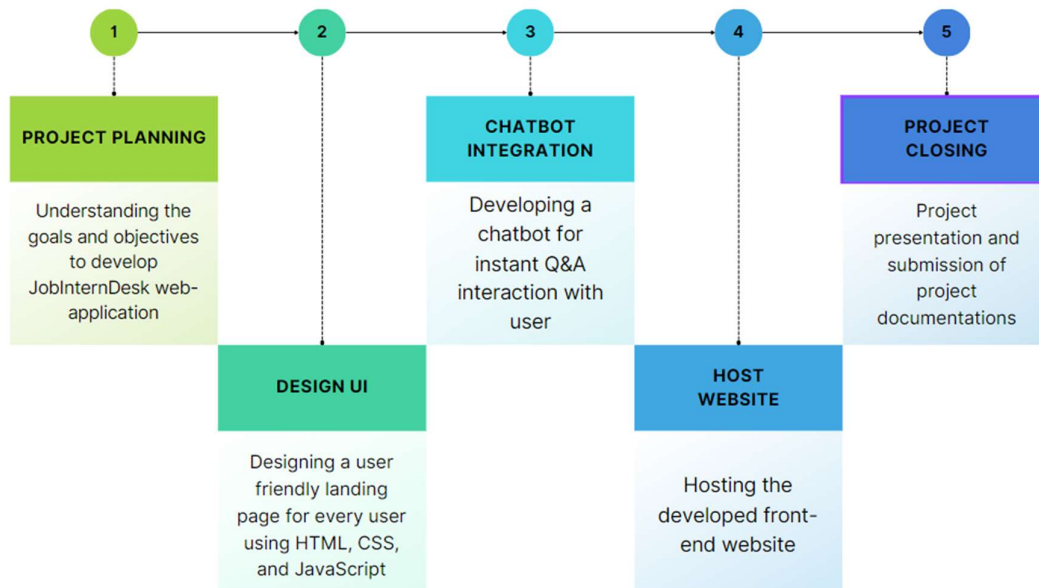 1
2
3
4
5
PROJECT PLANNING
Understanding the
goals and objectives
to develop
JobInternDesk web-
application
DESIGN UI
Designing a user
friendly landing
page for every user
using HTML, CSS,
and JavaScript
CHATBOT
INTEGRATION
Developing a
chatbot for
instant Q&A
interaction with
user
HOST
WEBSITE
Hosting the
developed front-
end website
PROJECT
CLOSING
Project
presentation and
submission of
project
documentations